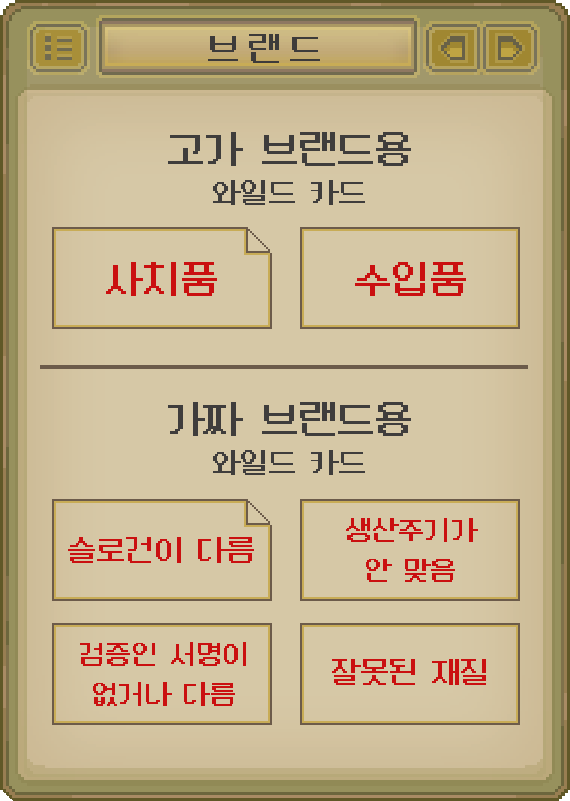 브랜드
고가 브랜드용
와일드 카드
사치품
수입품
가짜 브랜드용
와일드 카드
슬로건이 다름
생산주기가
안 맞음
검증인 서명이
없거나 다름
잘못된 재질